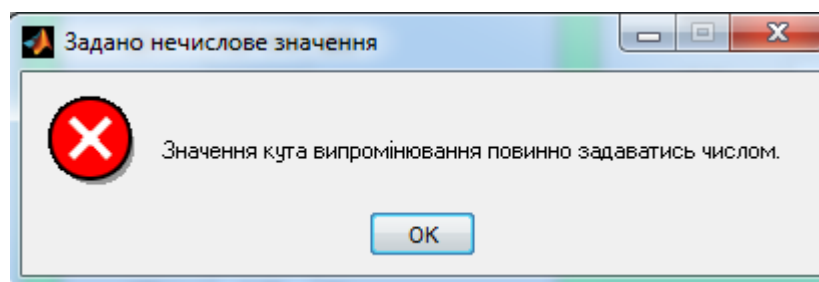 Задано нечислове значення
Значення кута випромінювання повинно задаватись числом.
OK